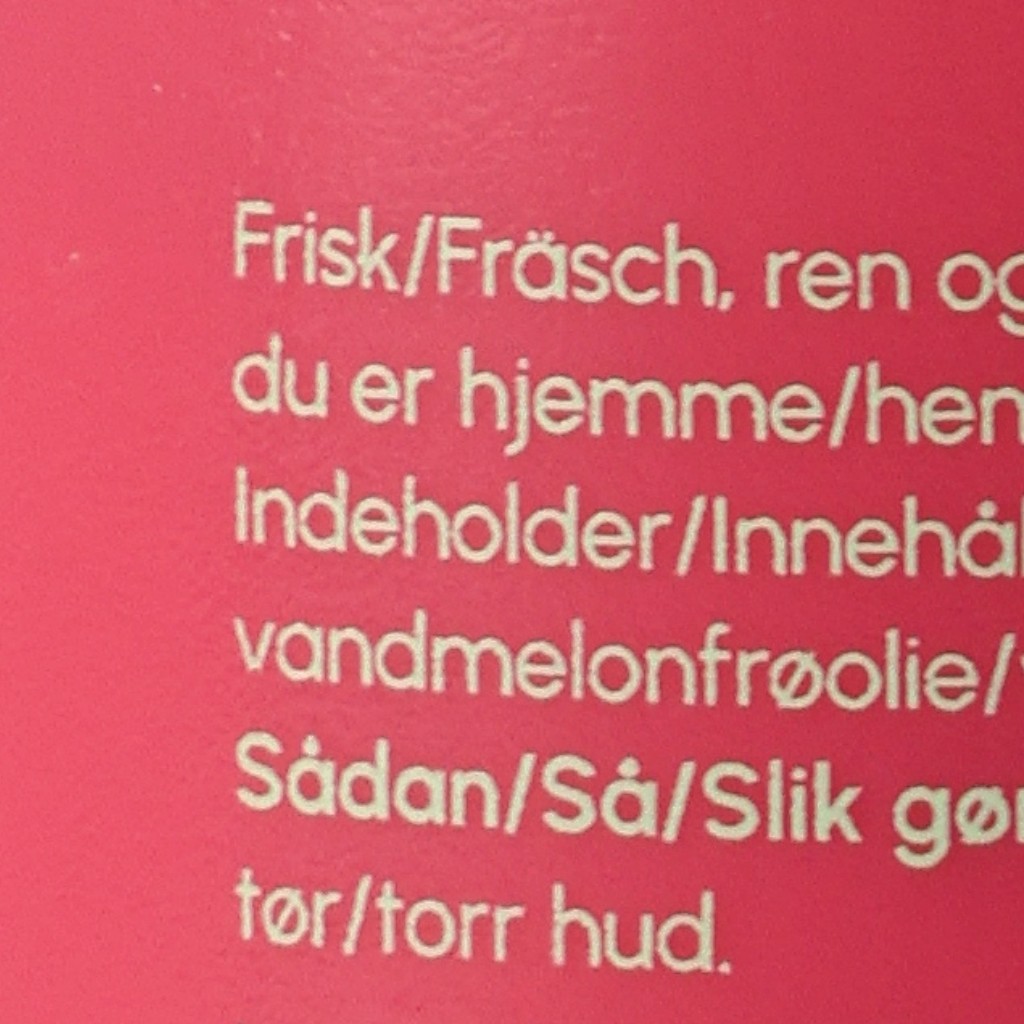 Frisk/Fräsch, ren og
du er hjemme/hem
Indeholder/Innehål
vandmelonfrøolie/
Sådan/Så/Slik gør
tør/torr hud.